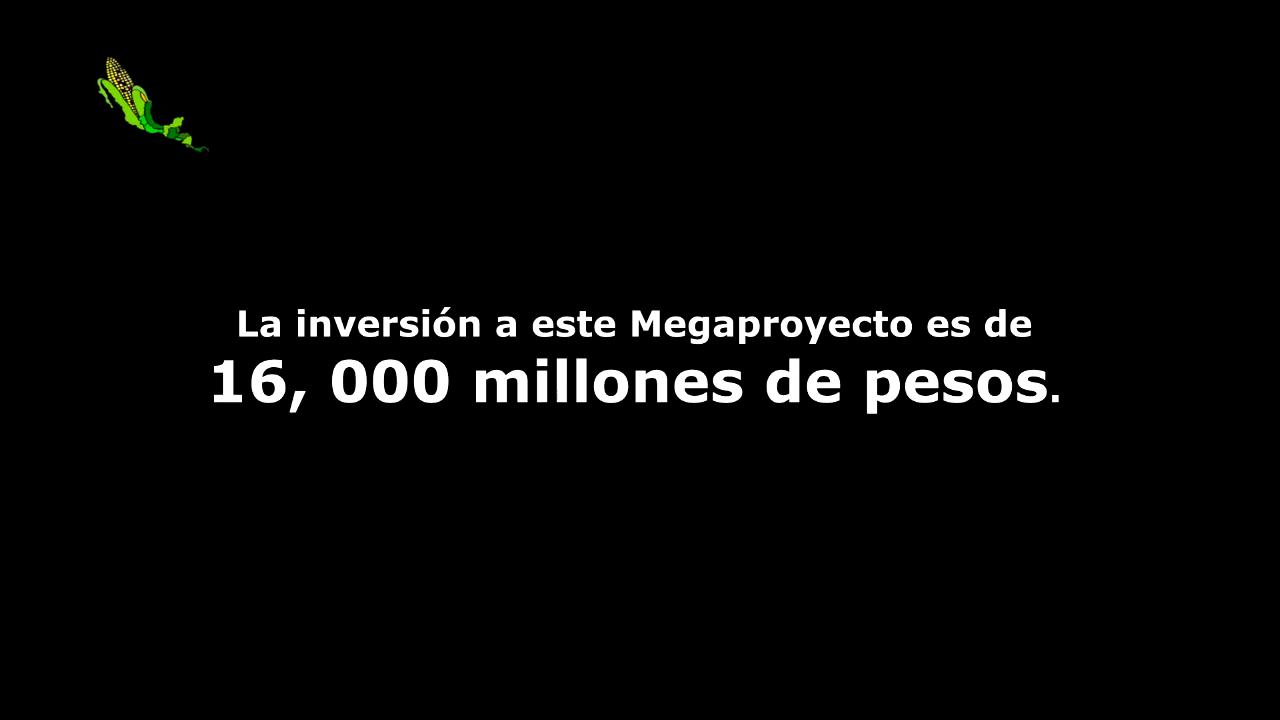 La inversión a este Megaproyecto es de
16, 000 millones de pesos.